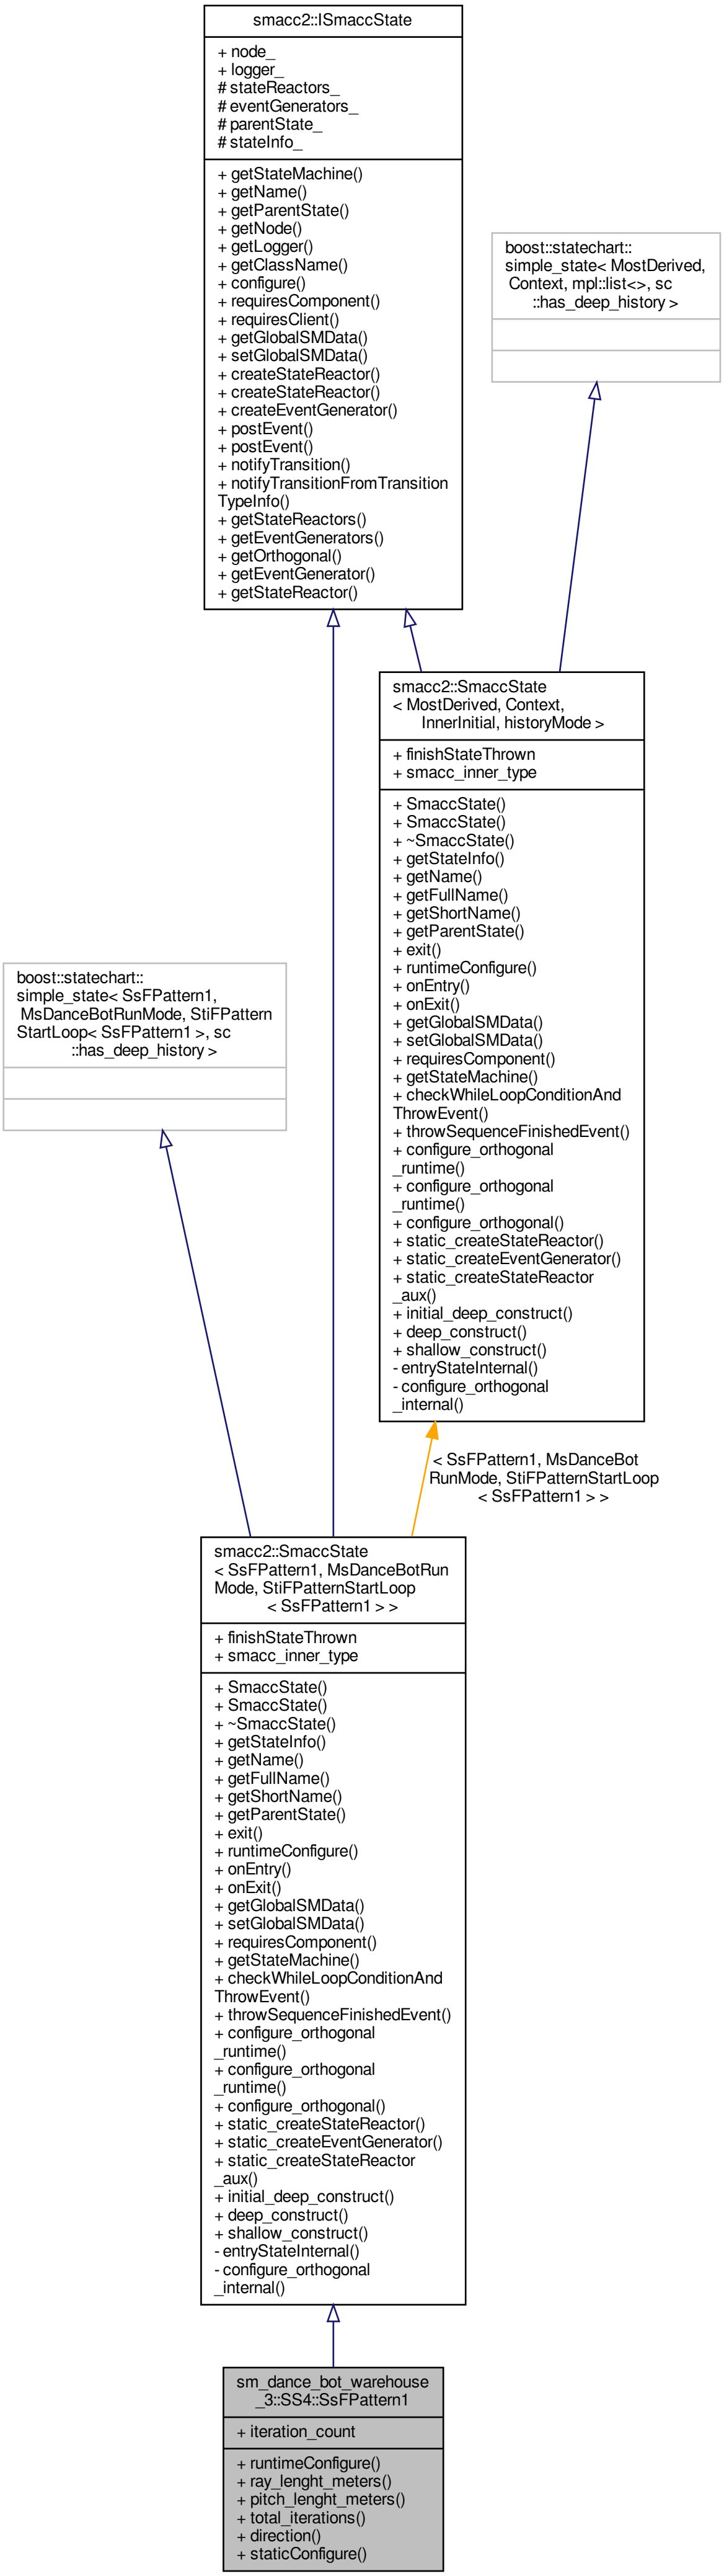 smacc2::ISmaccState
+ node_
+ logger_
# stateReactors_
# eventGenerators_
# parentState_
# stateInfo_
+ getStateMachine()
+ getName()
+ getParentState()
+ getNode()
+ getLogger()
+ getClassName()
+ configure()
+ requiresComponent()
+ requiresClient()
+ getGlobalSMData()
+ setGlobalSMData()
+ createStateReactor()
+ createStateReactor()
+ createEventGenerator()
+ postEvent()
+ postEvent()
+ notifyTransition()
+ notifyTransitionFromTransition
TypeInfo()
+ getStateReactors()
+ getEventGenerators()
+ getOrthogonal()
+ getEventGenerator()
+ getStateReactor()
boost::statechart::
simple_state< MostDerived,
Context, mpl::list<>, sc
::has_deep_history >
smacc2::SmaccState
< MostDerived, Context,
InnerInitial, historyMode >
+ finishStateThrown
+ smacc_inner_type
+ SmaccState()
+ SmaccState()
+ ~SmaccState()
+ getStateInfo()
+ getName()
+ getFullName()
+ getShortName()
+ getParentState()
+ exit()
+ runtimeConfigure()
+ onEntry()
+ onExit()
+ getGlobalSMData()
+ setGlobalSMData()
+ requiresComponent()
+ getStateMachine()
+ checkWhileLoopConditionAnd
ThrowEvent()
+ throwSequenceFinishedEvent()
+ configure_orthogonal
_runtime()
+ configure_orthogonal
_runtime()
+ configure_orthogonal()
+ static_createStateReactor()
+ static_createEventGenerator()
+ static_createStateReactor
_aux()
+ initial_deep_construct()
+ deep_construct()
+ shallow_construct()
- entryStateInternal()
- configure_orthogonal
_internal()
boost::statechart::
simple_state< SsFPattern1,
MsDanceBotRunMode, StiFPattern
StartLoop< SsFPattern1 >, sc
::has_deep_history >
< SsFPattern1, MsDanceBot
RunMode, StiFPatternStartLoop
< SsFPattern1 > >
smacc2::SmaccState
< SsFPattern1, MsDanceBotRun
Mode, StiFPatternStartLoop
< SsFPattern1 > >
+ finishStateThrown
+ smacc_inner_type
+ SmaccState()
+ SmaccState()
+ ~SmaccState()
+ getStateInfo()
+ getName()
+ getFullName()
+ getShortName()
+ getParentState()
+ exit()
+ runtimeConfigure()
+ onEntry()
+ onExit()
+ getGlobalSMData()
+ setGlobalSMData()
+ requiresComponent()
+ getStateMachine()
+ checkWhileLoopConditionAnd
ThrowEvent()
+ throwSequenceFinishedEvent()
+ configure_orthogonal
_runtime()
+ configure_orthogonal
_runtime()
+ configure_orthogonal()
+ static_createStateReactor()
+ static_createEventGenerator()
+ static_createStateReactor
_aux()
+ initial_deep_construct()
+ deep_construct()
+ shallow_construct()
- entryStateInternal()
- configure_orthogonal
_internal()
sm_dance_bot_warehouse
_3::SS4::SsFPattern1
+ iteration_count
+ runtimeConfigure()
+ ray_lenght_meters()
+ pitch_lenght_meters()
+ total_iterations()
+ direction()
+ staticConfigure()